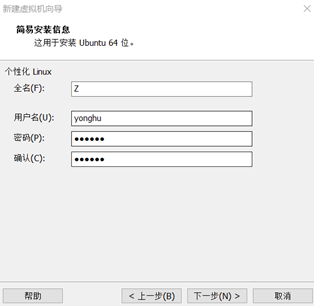 新建虚拟机向导
简易安装信息
这用于安装 Ubuntu 64 位。
个性化 Linux
全名(F): Z
用户名(U): yonghu
密码(P): ●●●●●●
确认(C): ●●●●●●
帮助 < 上一步(B) 下一步(N) > 取消